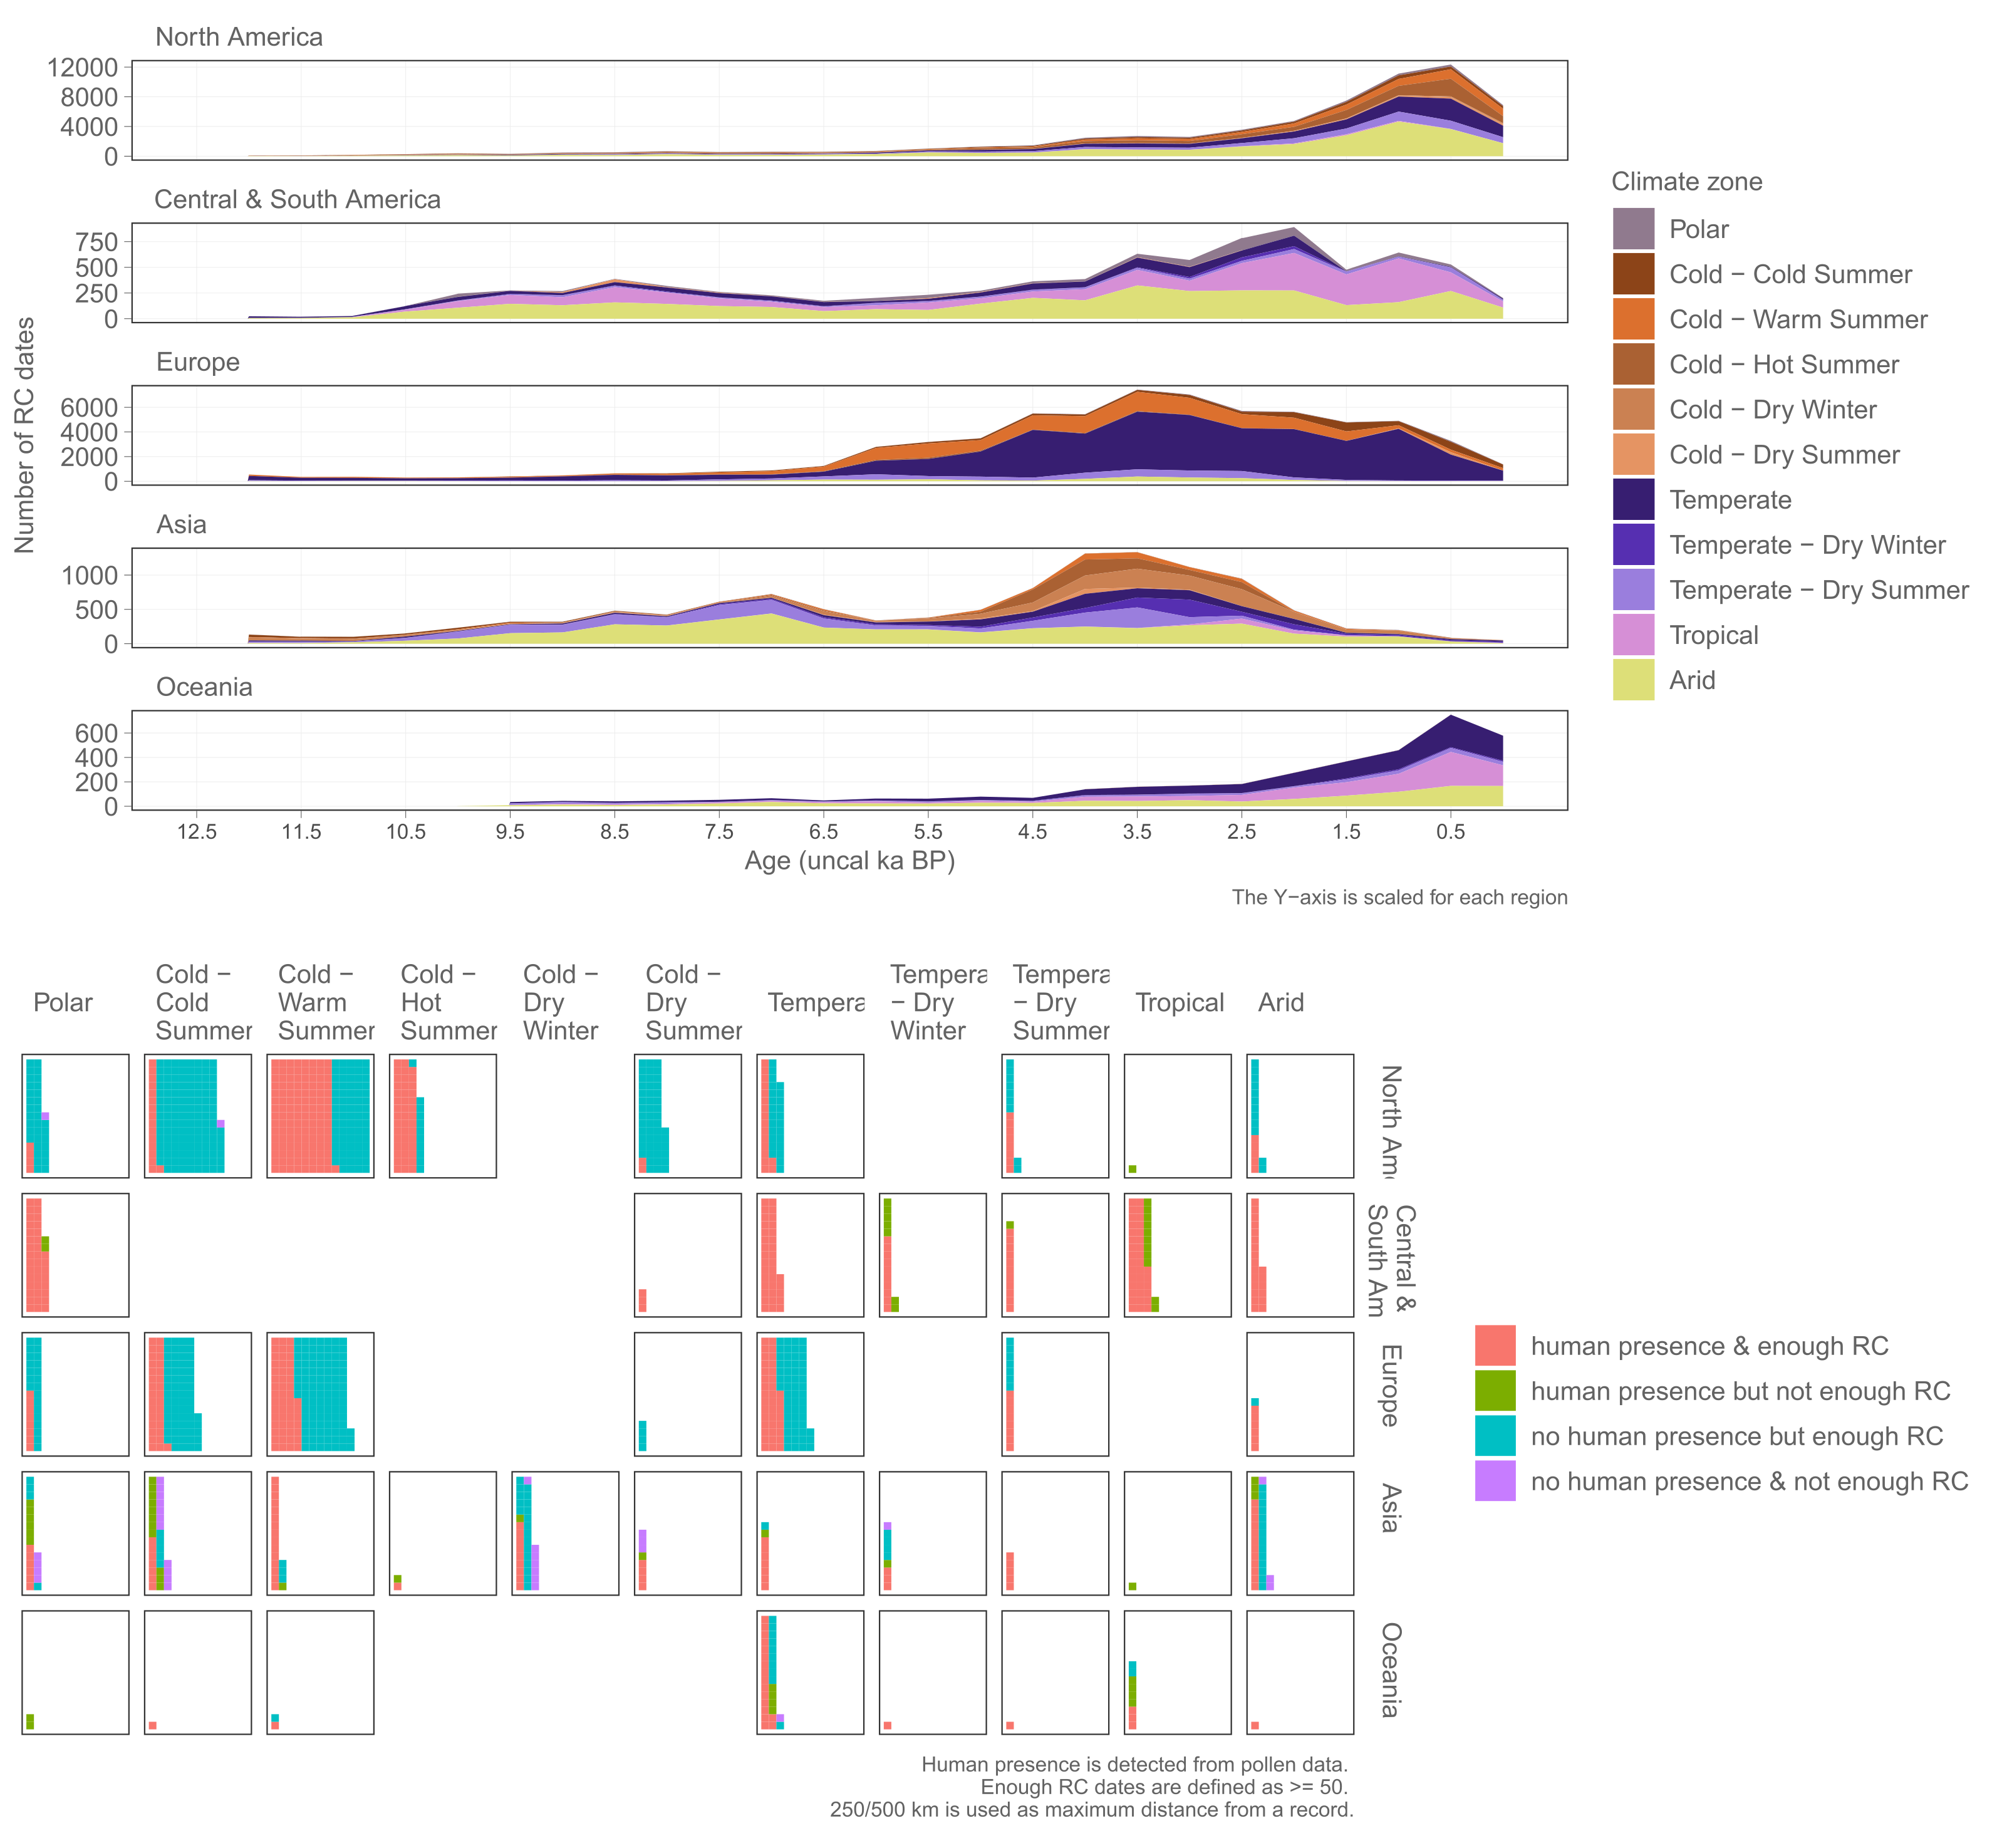 North America
12000
8000
4000
0
Central & South America
750
500
250
0
Europe
6000
4000
2000
0
Asia
1000
500
0
Oceania
600
400
200
0
12.5 11.5 10.5 9.5 8.5 7.5 6.5 5.5 4.5 3.5 2.5 1.5 0.5
Age (uncal ka BP)
Number of RC dates
The Y−axis is scaled for each region
Climate zone
Polar
Cold − Cold Summer
Cold − Warm Summer
Cold − Hot Summer
Cold − Dry Winter
Cold − Dry Summer
Temperate
Temperate − Dry Winter
Temperate − Dry Summer
Tropical
Arid
Polar
Cold −
Cold
Summer
Cold −
Warm
Summer
Cold −
Hot
Summer
Cold −
Dry
Winter
Cold −
Dry
Summer
Tempera
Tempera
− Dry
Winter
Tempera
− Dry
Summer
Tropical
Arid
North Am
Central &
South Am
Europe
Asia
Oceania
human presence & enough RC
human presence but not enough RC
no human presence but enough RC
no human presence & not enough RC
Human presence is detected from pollen data.
Enough RC dates are defined as >= 50.
250/500 km is used as maximum distance from a record.